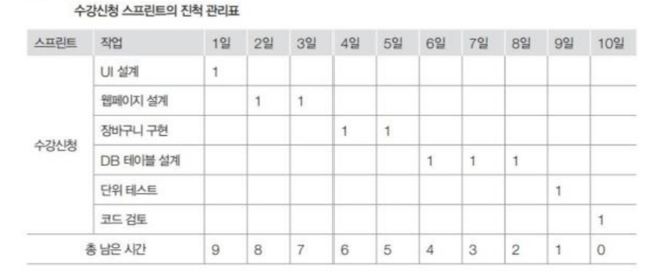 수강신청 스프린트의 진척 관리표
스프린트 작업 1일 2일 3일 4일 5일 6일 7일 8일 9일 10일
UI 설계 1
웹페이지 설계 1 1
장바구니 구현 1 1
수강신청
DB 테이블 설계 1 1 1
단위 테스트 1
코드 검토 1
총 남은 시간 9 8 7 6 5 4 3 2 1 0